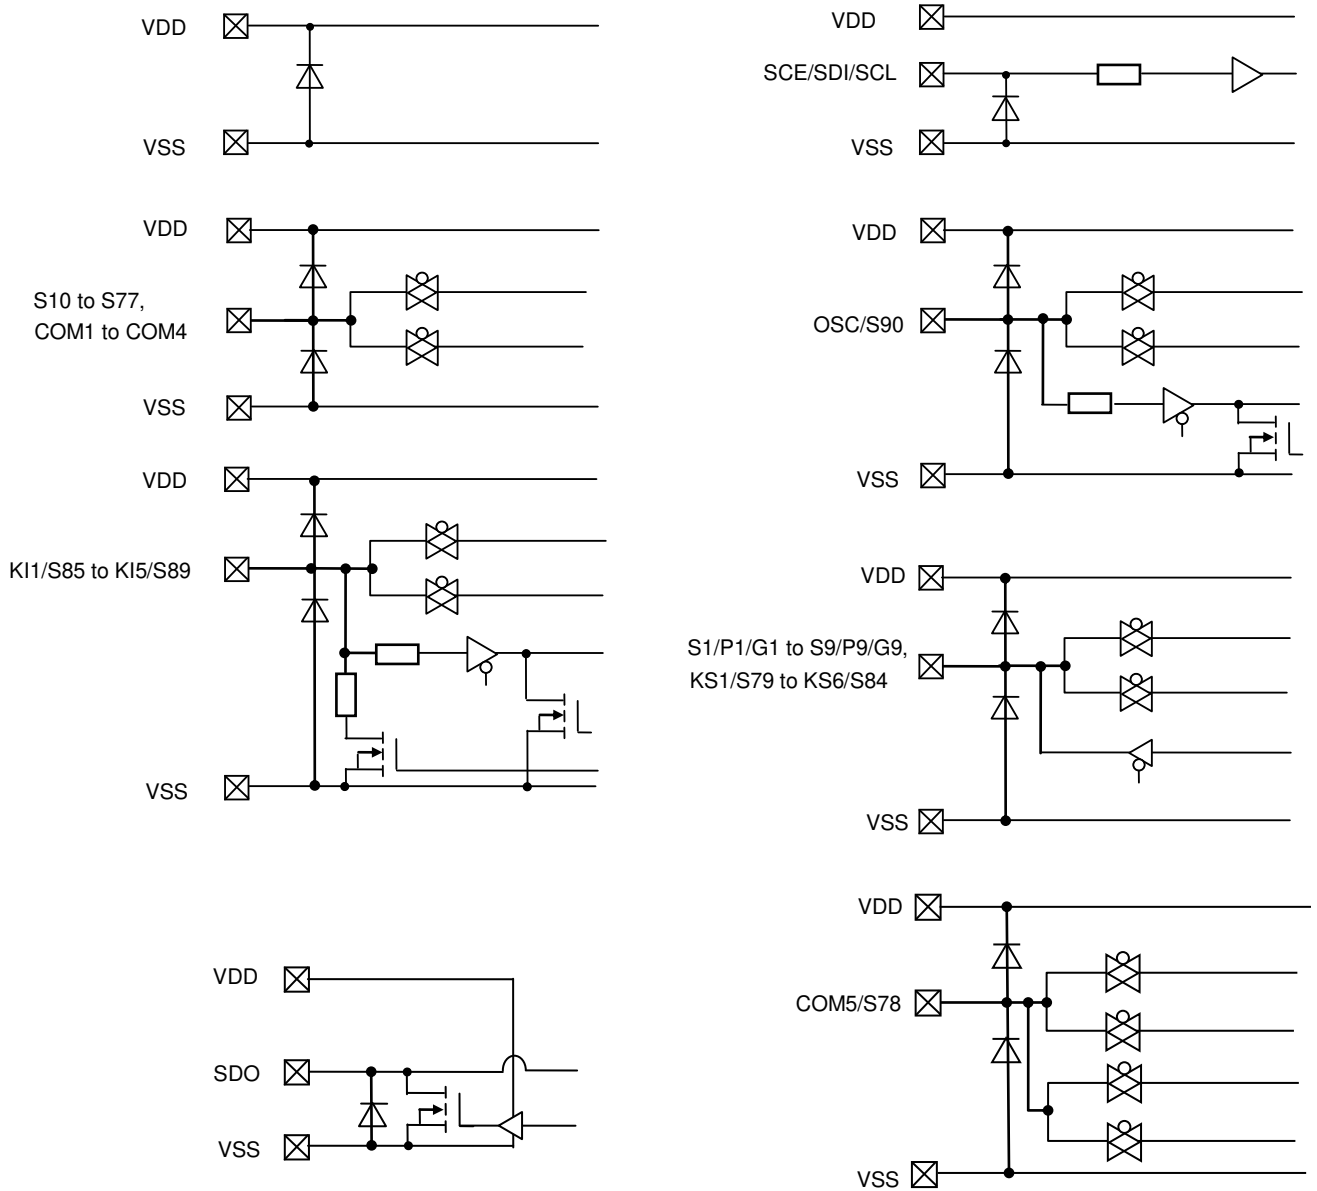 VDD
VSS
VDD
S10 to S77,
COM1 to COM4
VSS
VDD
KI1/S85 to KI5/S89
VSS
VDD
SDO
VSS
VDD
SCE/SDI/SCL
VSS
VDD
OSC/S90
VSS
VDD
S1/P1/G1 to S9/P9/G9,
KS1/S79 to KS6/S84
VSS
VDD
COM5/S78
VSS